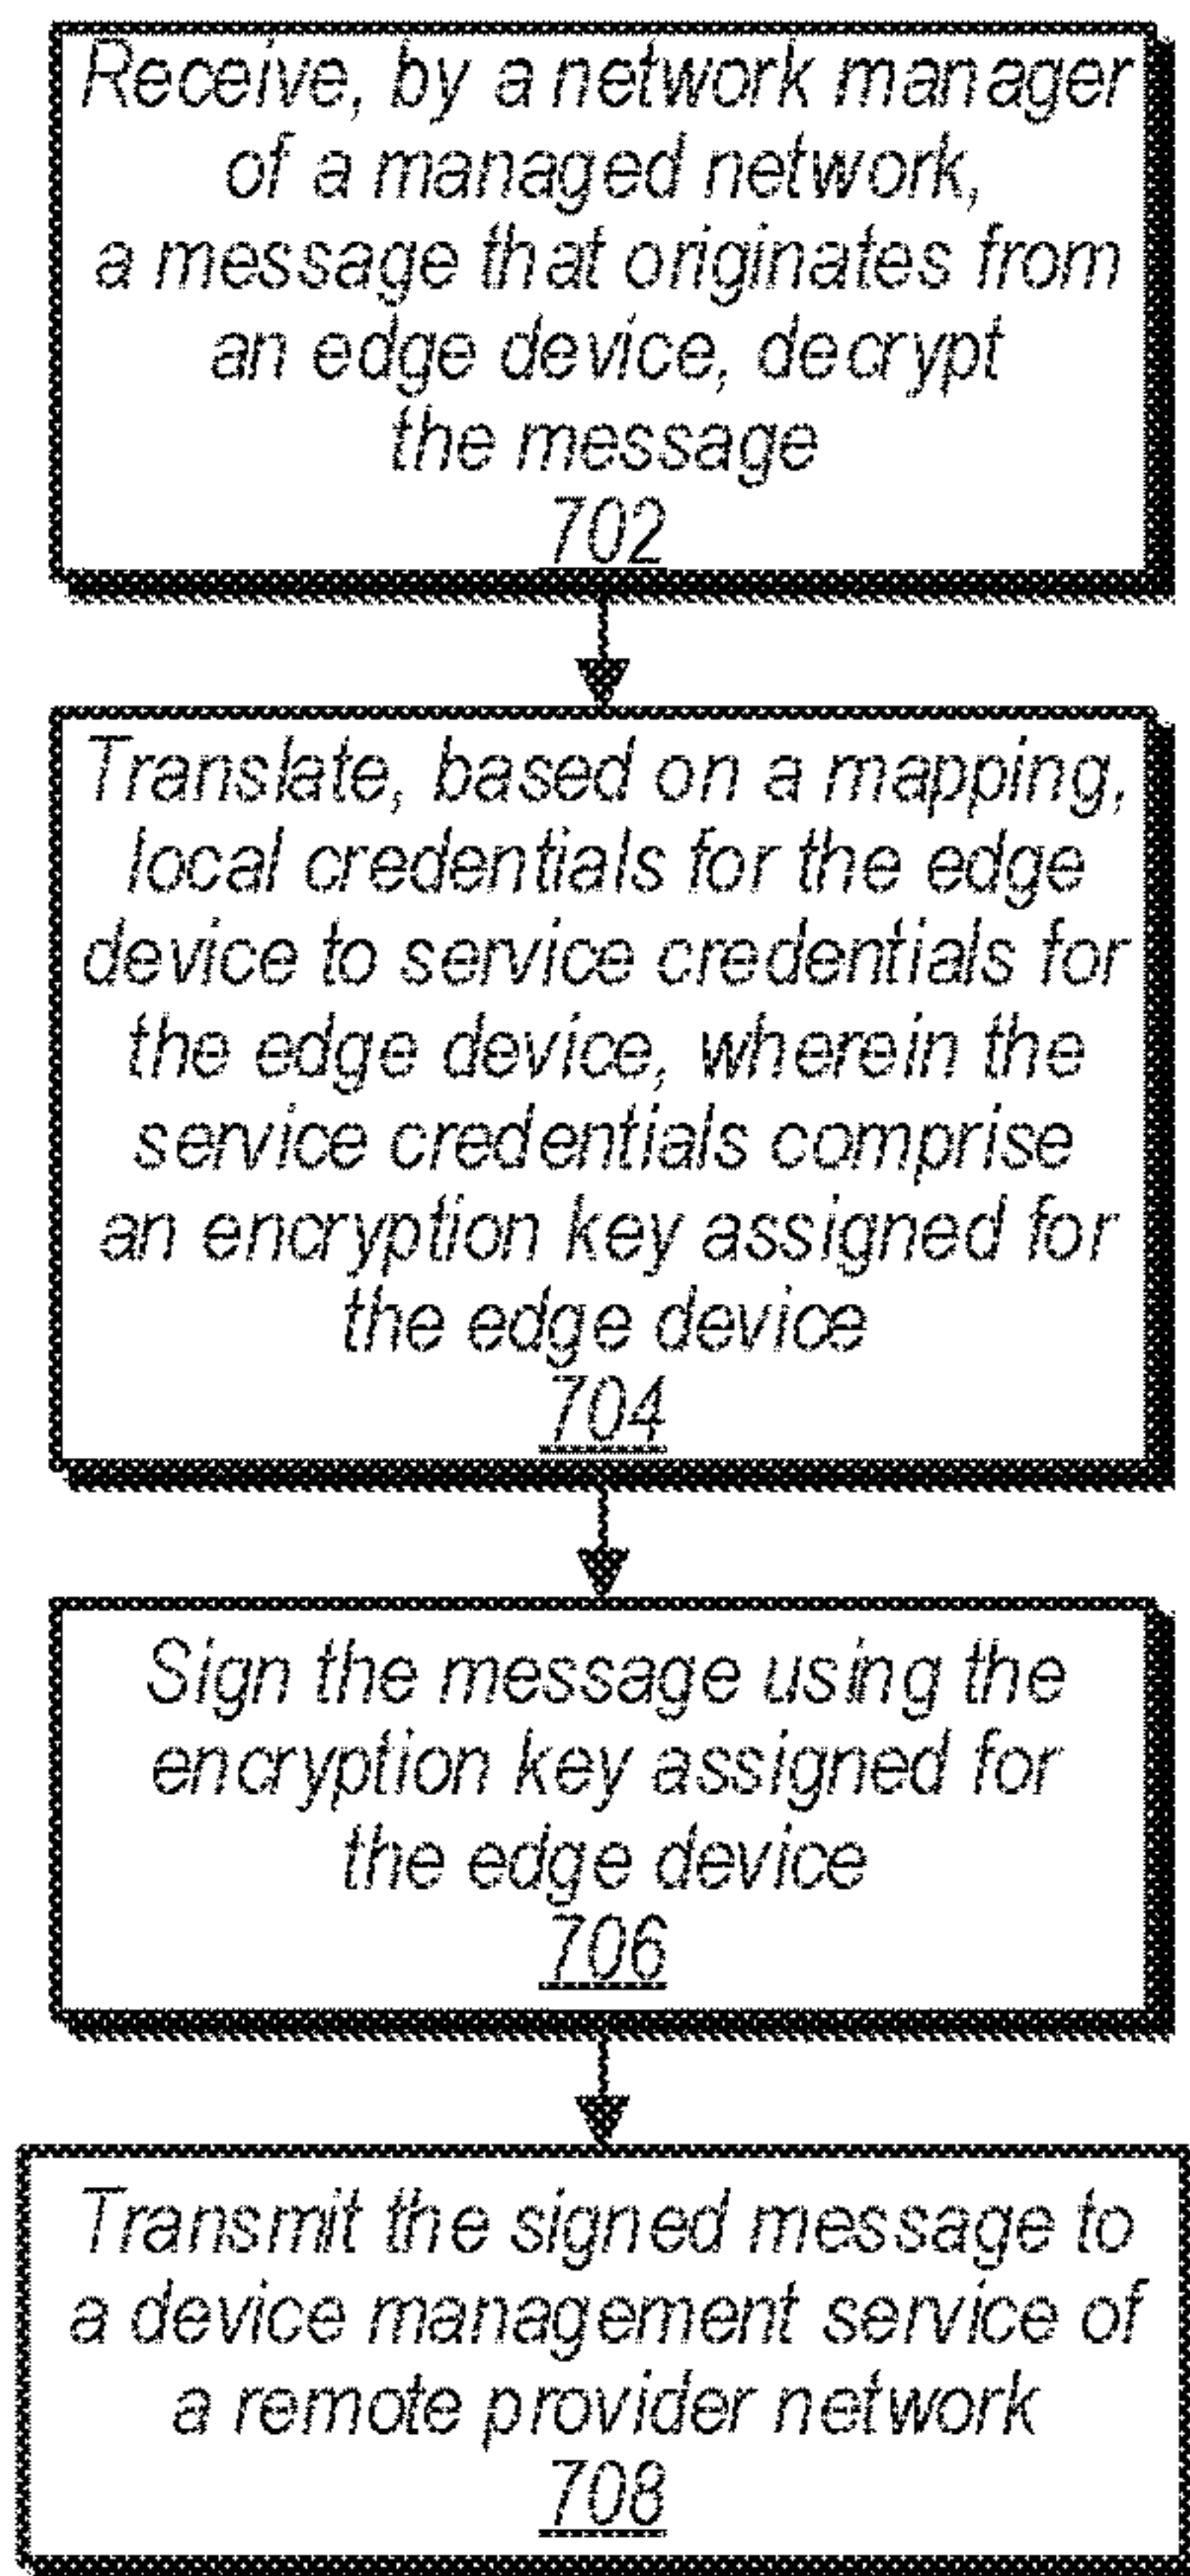 Receive, by a network manager
of a managed network,
a message that originates from
an edge device, decrypt
the message
702
Translate, based on a mapping,
local credentials for the edge
device to service credentials for
the edge device, wherein the
service credentials comprise
an encryption key assigned for
the edge device
704
Sign the message using the
encryption key assigned for
the edge device
706
Transmit the signed message to
a device management service of
a remote provider network
708